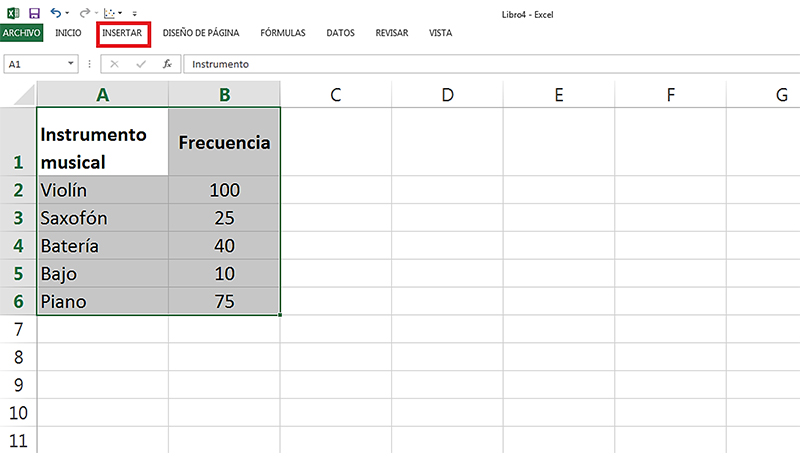 Libro4 - Excel
ARCHIVO INICIO INSERTAR DISEÑO DE PÁGINA FÓRMULAS DATOS REVISAR VISTA
A1 fx Instrumento
A B C D E F G
1 Instrumento musical Frecuencia
2 Violín 100
3 Saxofón 25
4 Batería 40
5 Bajo 10
6 Piano 75
7
8
9
10
11